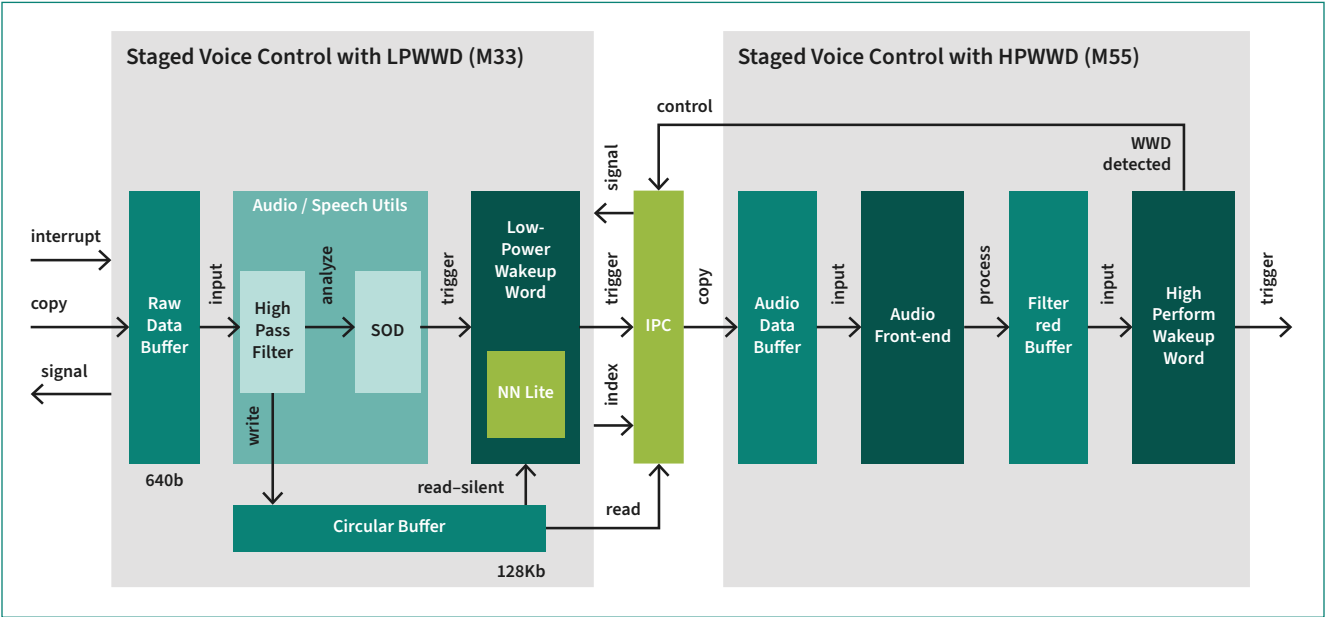 Staged Voice Control with LPWWD (M33)
Staged Voice Control with HPWWD (M55)
control
WWD
detected
signal
interrupt
copy
signal
Raw
Data
Buffer
640b
input
Audio / Speech Utils
High
Pass
Filter
analyze
SOD
write
trigger
Low-
Power
Wakeup
Word
NN Lite
trigger
index
read–silent
read
Circular Buffer
128Kb
IPC
copy
Audio
Data
Buffer
input
Audio
Front-end
process
Filter
red
Buffer
input
High
Perform
Wakeup
Word
trigger